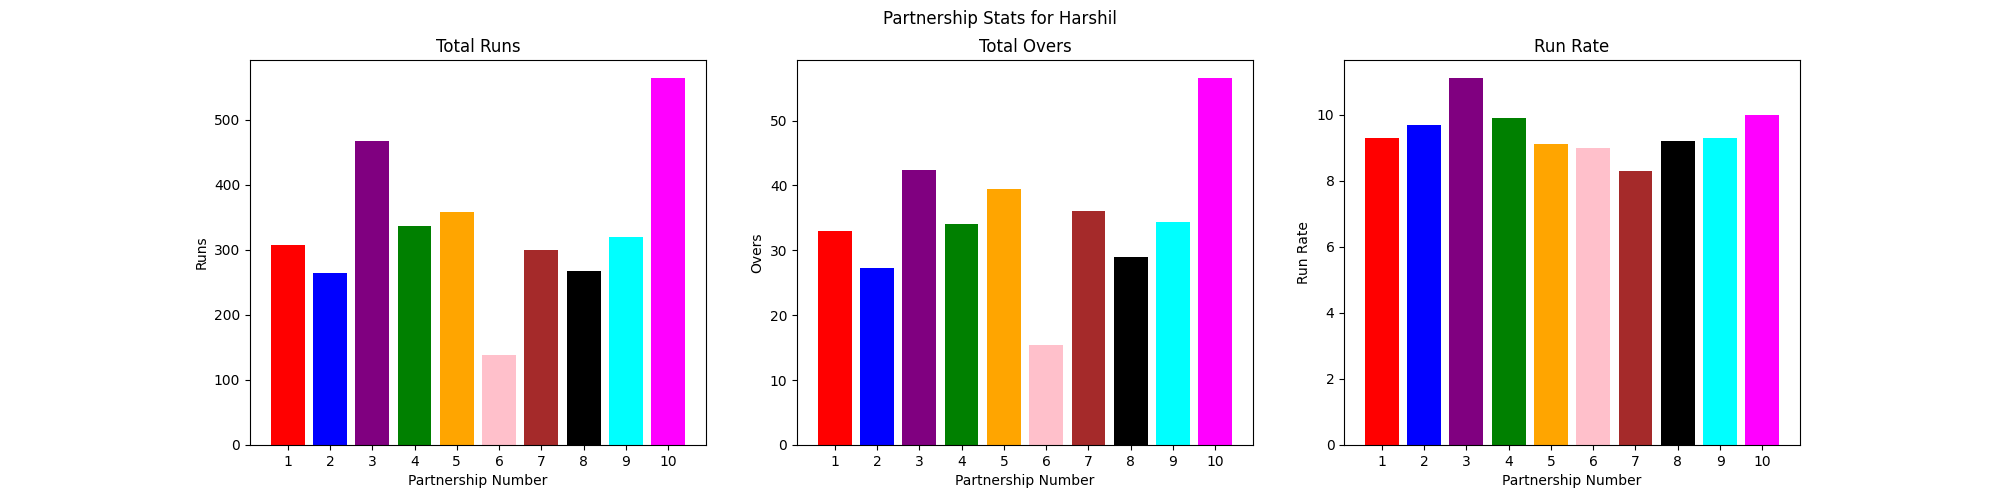 Partnership Stats for Harshil
Total Runs
Runs
500
400
300
200
100
0
1 2 3 4 5 6 7 8 9 10
Partnership Number
Total Overs
Overs
50
40
30
20
10
0
1 2 3 4 5 6 7 8 9 10
Partnership Number
Run Rate
Run Rate
10
8
6
4
2
0
1 2 3 4 5 6 7 8 9 10
Partnership Number